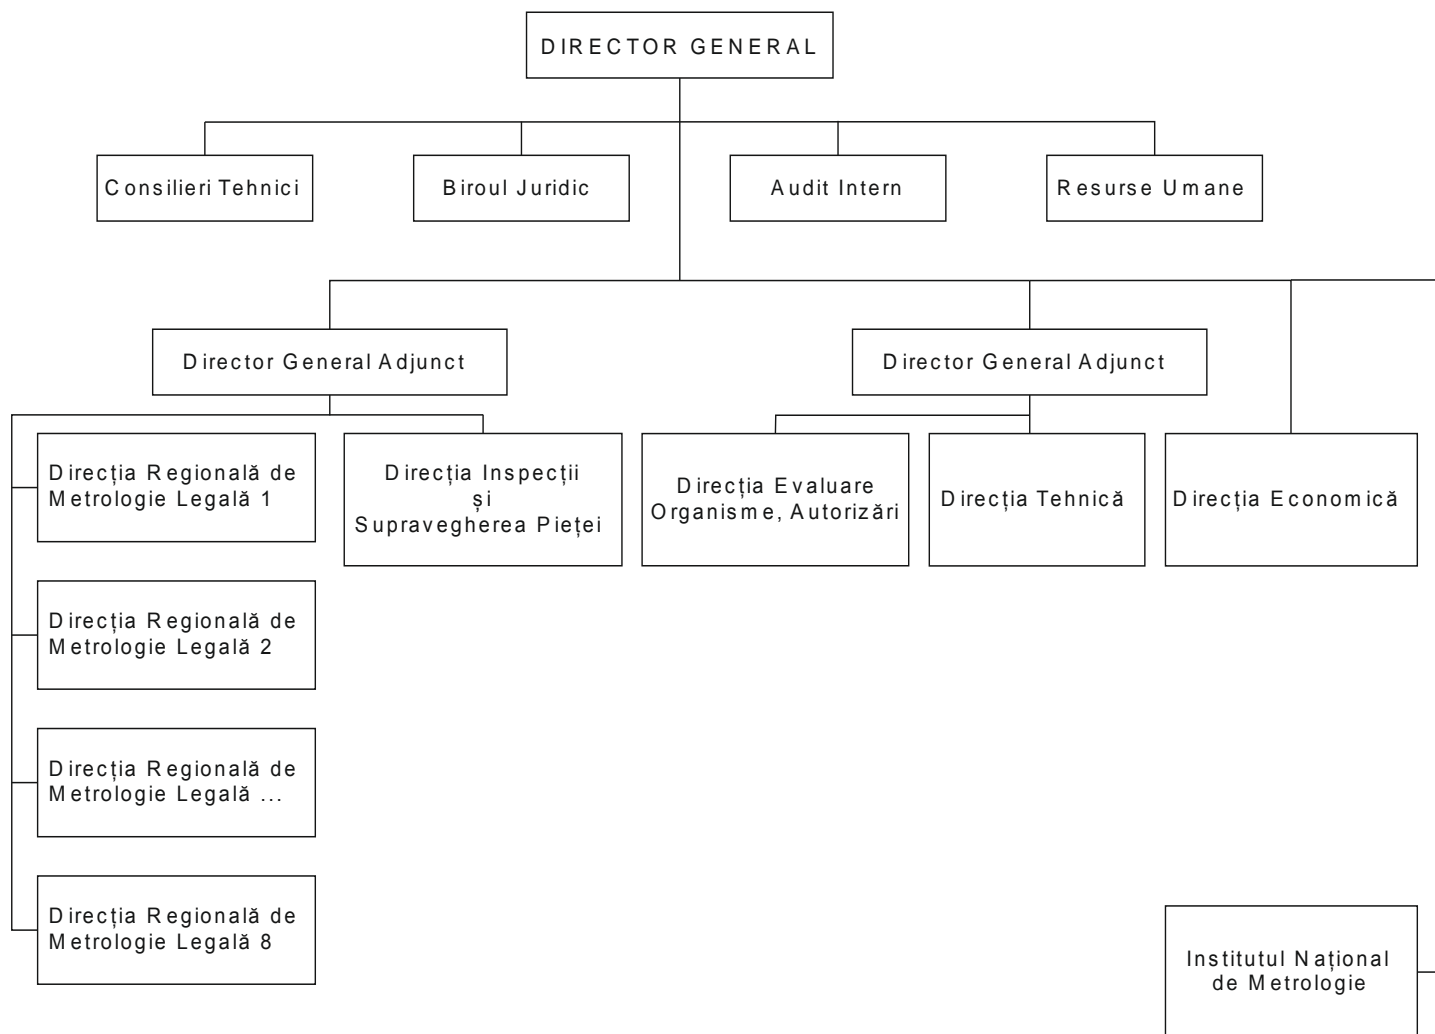 DIRECTOR GENERAL
Consilieri Tehnici
Biroul Juridic
Audit Intern
Resurse Umane
Director General Adjunct
Director General Adjunct
Direcția Regională de
Metrologie Legală 1
Direcția Inspecții
și
Supravegherea Pieței
Direcția Evaluare
Organisme, Autorizări
Direcția Tehnică
Direcția Economică
Direcția Regională de
Metrologie Legală 2
Direcția Regională de
Metrologie Legală ...
Direcția Regională de
Metrologie Legală 8
Institutul Național
de Metrologie